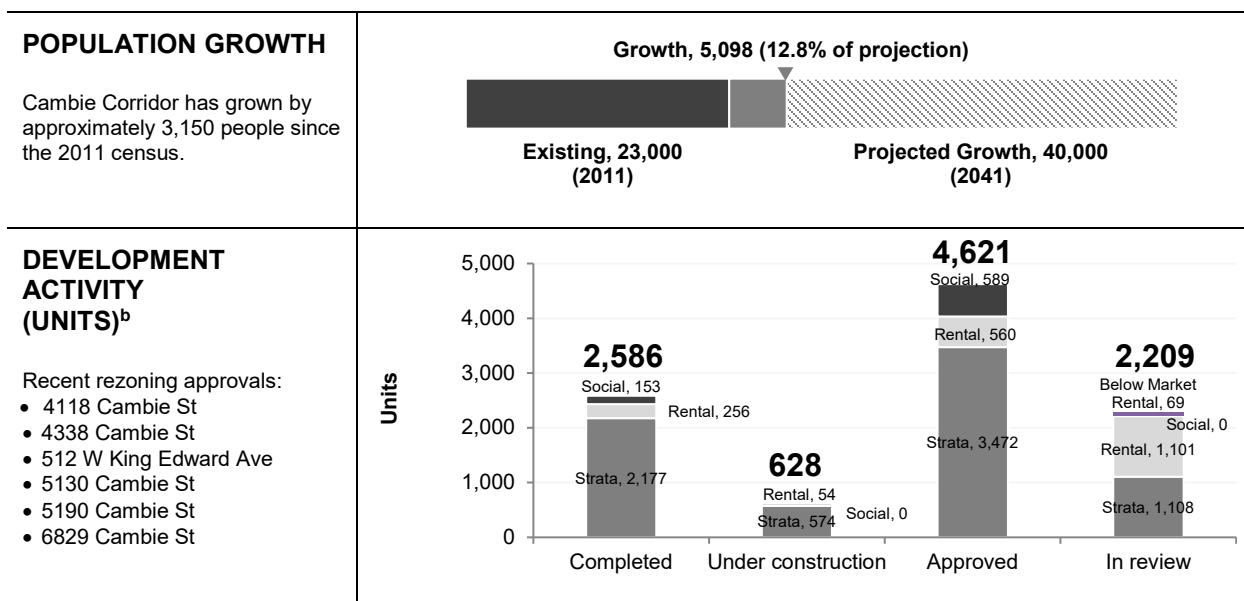 POPULATION GROWTH
Cambie Corridor has grown by
approximately 3,150 people since
the 2011 census.
Growth, 5,098 (12.8% of projection)
Existing, 23,000
(2011)
Projected Growth, 40,000
(2041)
DEVELOPMENT
ACTIVITY
(UNITS)b
Recent rezoning approvals:
• 4118 Cambie St
• 4338 Cambie St
• 512 W King Edward Ave
• 5130 Cambie St
• 5190 Cambie St
• 6829 Cambie St
Units
5,000
4,000
3,000
2,000
1,000
0
2,586
Social, 153
Rental, 256
Strata, 2,177
628
Rental, 54
Social, 0
Strata, 574
4,621
Social, 589
Rental, 560
Strata, 3,472
2,209
Below Market
Rental, 69
Social, 0
Rental, 1,101
Strata, 1,108
Completed
Under construction
Approved
In review